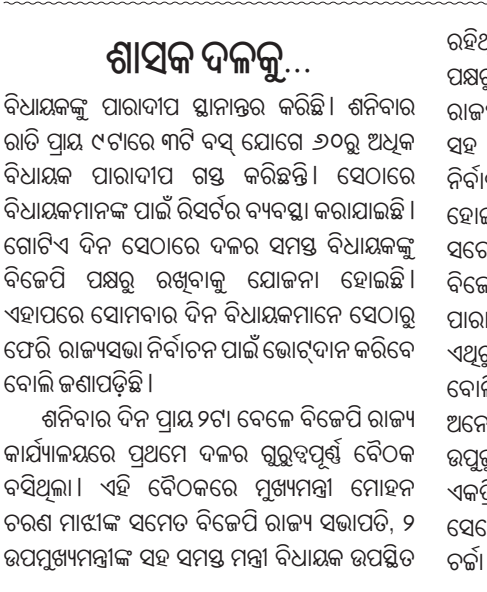 ଶାସକ ଦଳକୁ...
ବିଧାୟକଙ୍କୁ ପାରାଦୀପ ସ୍ଥାନାନ୍ତର କରିଛି। ଶନିବାର
ରାତି ପ୍ରାୟ ୯ଟାରେ ୩ଟି ବସ୍ ଯୋଗେ ୬୦ରୁ ଅଧିକ
ବିଧାୟକ ପାରାଦୀପ ଗସ୍ତ କରିଛନ୍ତି। ସେଠାରେ
ବିଧାୟକମାନଙ୍କ ପାଇଁ ରିସର୍ଟର ବ୍ୟବସ୍ଥା କରାଯାଇଛି।
ଗୋଟିଏ ଦିନ ସେଠାରେ ଦଳର ସମସ୍ତ ବିଧାୟକଙ୍କୁ
ବିଜେପି ପକ୍ଷରୁ ରଖିବାକୁ ଯୋଜନା ହୋଇଛି।
ଏହାପରେ ସୋମବାର ଦିନ ବିଧାୟକମାନେ ସେଠାରୁ
ଫେରି ରାଜ୍ୟସଭା ନିର୍ବାଚନ ପାଇଁ ଭୋଟ୍‌ଦାନ କରିବେ
ବୋଲି ଜଣାପଡ଼ିଛି।
ଶନିବାର ଦିନ ପ୍ରାୟ ୨ଟା ବେଳେ ବିଜେପି ରାଜ୍ୟ
କାର୍ଯ୍ୟାଳୟରେ ପ୍ରଥମେ ଦଳର ଗୁରୁତ୍ୱପୂର୍ଣ୍ଣ ବୈଠକ
ବସିଥିଲା। ଏହି ବୈଠକରେ ମୁଖ୍ୟମନ୍ତ୍ରୀ ମୋହନ
ଚରଣ ମାଝୀଙ୍କ ସମେତ ବିଜେପି ରାଜ୍ୟ ସଭାପତି, ୨
ଉପମୁଖ୍ୟମନ୍ତ୍ରୀଙ୍କ ସହ ସମସ୍ତ ମନ୍ତ୍ରୀ ବିଧାୟକ ଉପସ୍ଥିତ
ସହ
ଚର୍ଚ୍ଚା